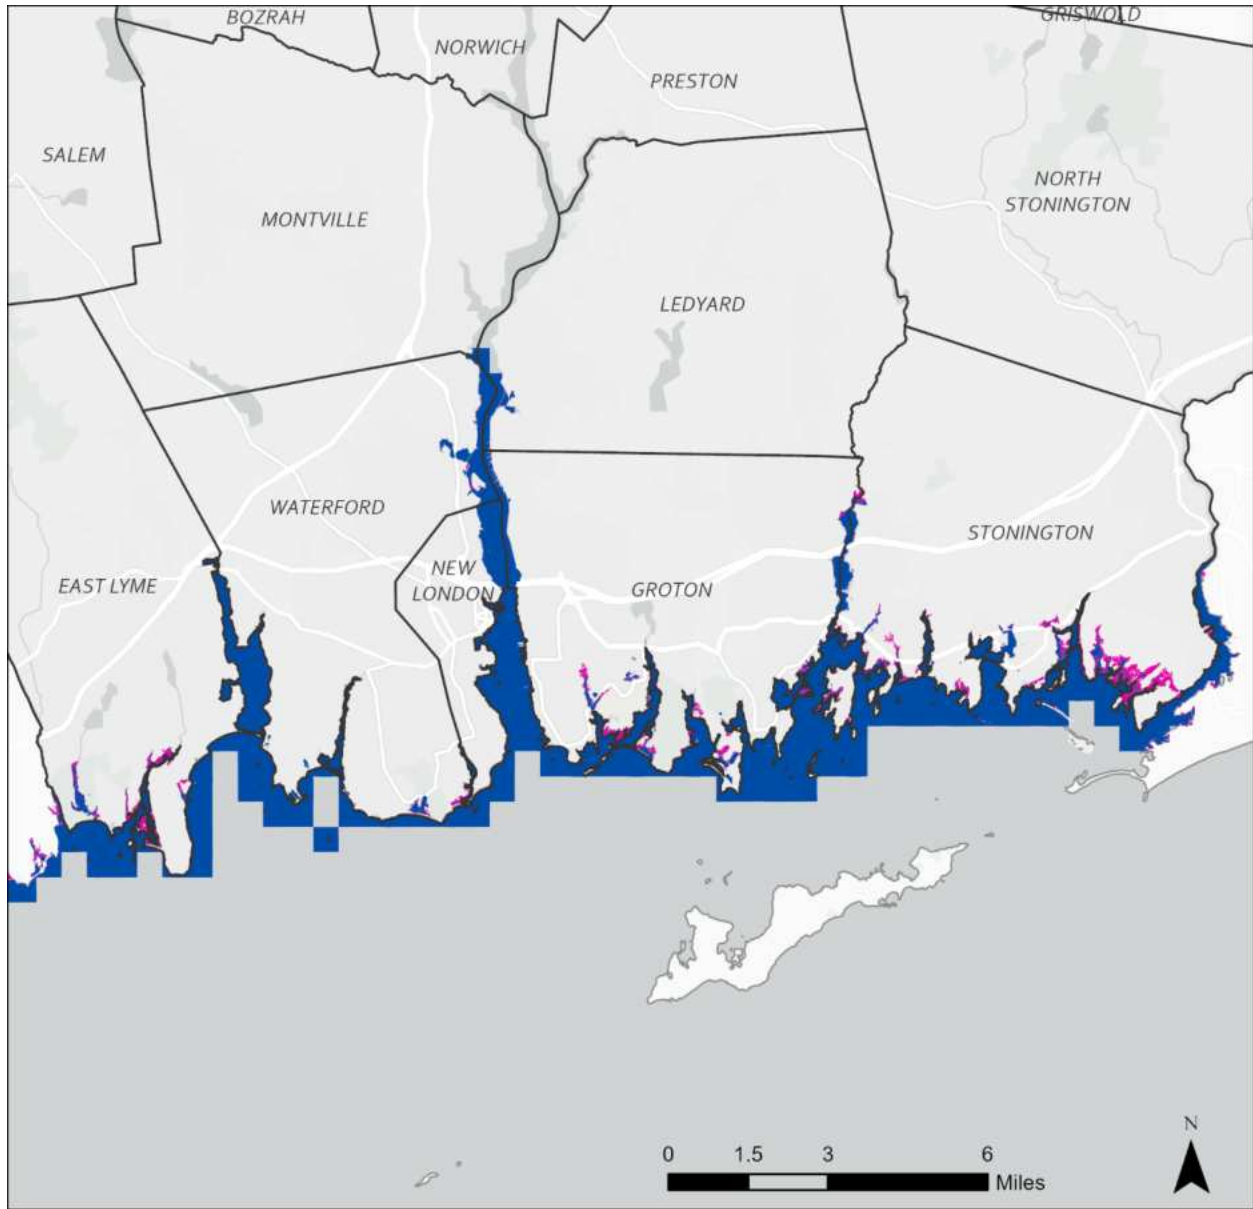 BOZRAH
GRISWOLD
NORWICH
PRESTON
SALEM
NORTH
STONINGTON
MONTVILLE
LEDYARD
WATERFORD
STONINGTON
NEW
LONDON
EAST LYME
GROTON
N
0 1.5 3 6
Miles